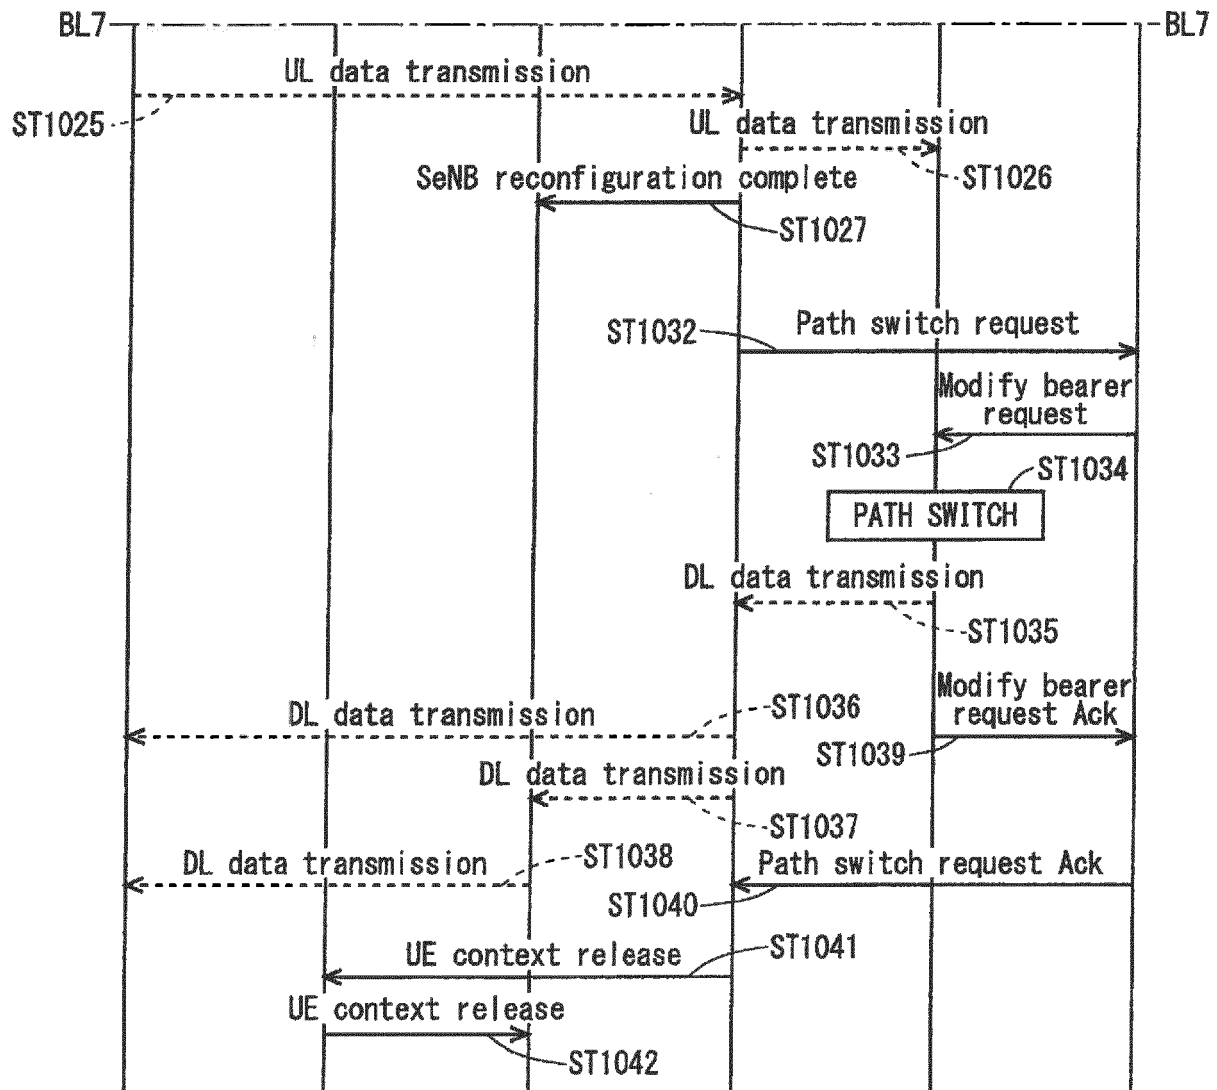 BL7
BL7
UL data transmission
ST1025
UL data transmission
ST1026
SeNB reconfiguration complete
ST1027
Path switch request
ST1032
Modify bearer
request
ST1033
ST1034
PATH SWITCH
DL data transmission
ST1035
Modify bearer
request Ack
ST1036
DL data transmission
ST1039
DL data transmission
ST1037
ST1038
DL data transmission
Path switch request Ack
ST1040
ST1041
UE context release
UE context release
ST1042